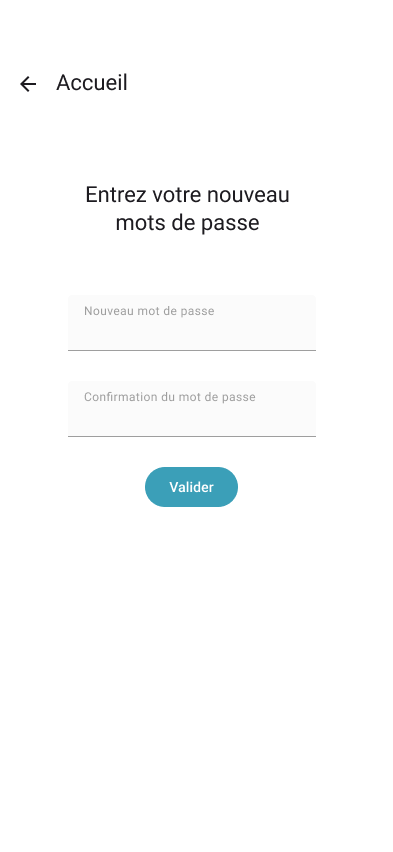 Accueil
Entrez votre nouveau
mots de passe
Nouveau mot de passe
Confirmation du mot de passe
Valider